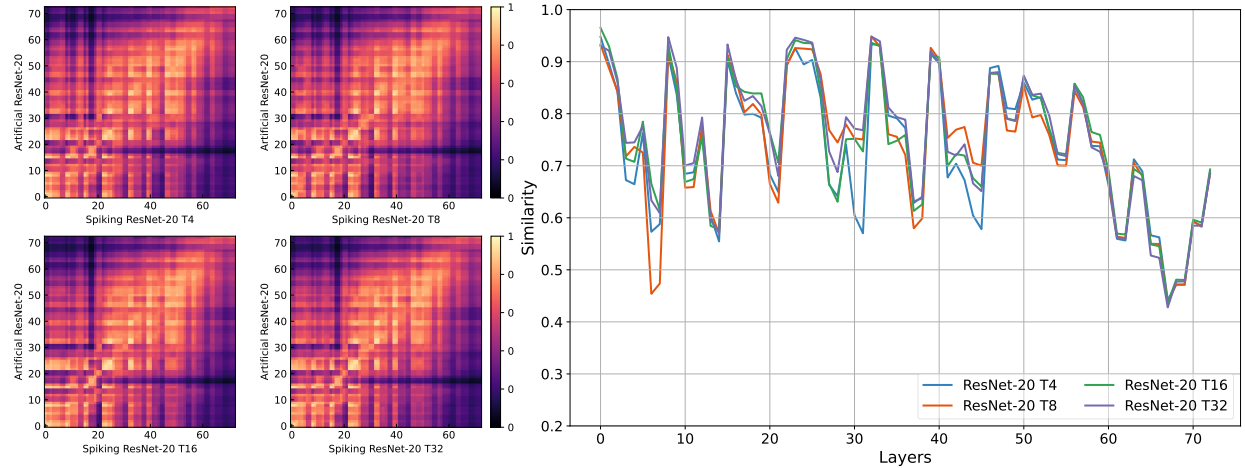 70
60
50
40
30
20
10
0
Artificial ResNet-20
0 20 40 60
Spiking ResNet-20 T4
70
60
50
40
30
20
10
0
Artificial ResNet-20
0 20 40 60
Spiking ResNet-20 T8
1
0
0
0
0
0
70
60
50
40
30
20
10
0
Artificial ResNet-20
0 20 40 60
Spiking ResNet-20 T16
70
60
50
40
30
20
10
0
Artificial ResNet-20
0 20 40 60
Spiking ResNet-20 T32
1
0
0
0
0
0
1.0
0.9
0.8
0.7
0.6
0.5
0.4
0.3
0.2
Similarity
0 10 20 30 40 50 60 70
Layers
ResNet-20 T4
ResNet-20 T8
ResNet-20 T16
ResNet-20 T32